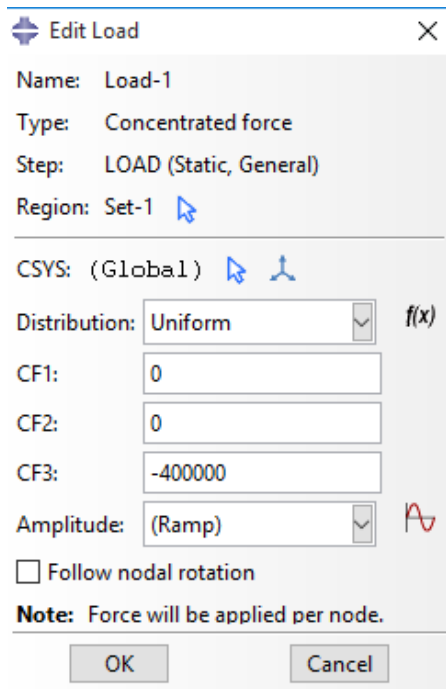 Edit Load
Name: Load-1
Type: Concentrated force
Step: LOAD (Static, General)
Region: Set-1
CSYS: (Global)
Distribution: Uniform f(x)
CF1: 0
CF2: 0
CF3: -400000
Amplitude: (Ramp)
Follow nodal rotation
Note: Force will be applied per node.
OK Cancel